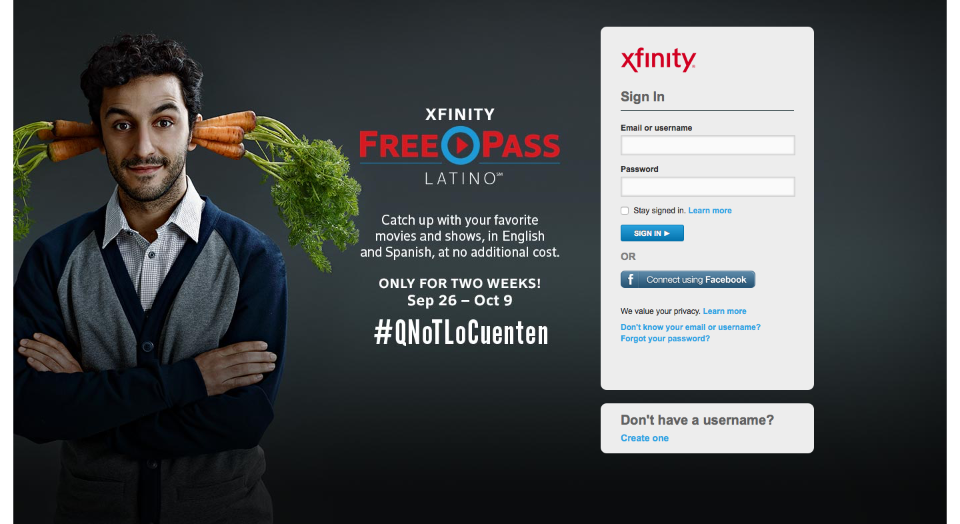 XFINITY
FREE PASS
LATINO℠
Catch up with your favorite
movies and shows, in English
and Spanish, at no additional cost.
ONLY FOR TWO WEEKS!
Sep 26 – Oct 9
#QNoTLoCuenten
xfinity
Sign In
Email or username
Password
Stay signed in. Learn more
SIGN IN ▶
OR
f Connect using Facebook
We value your privacy. Learn more
Don't know your email or username?
Forgot your password?
Don't have a username?
Create one